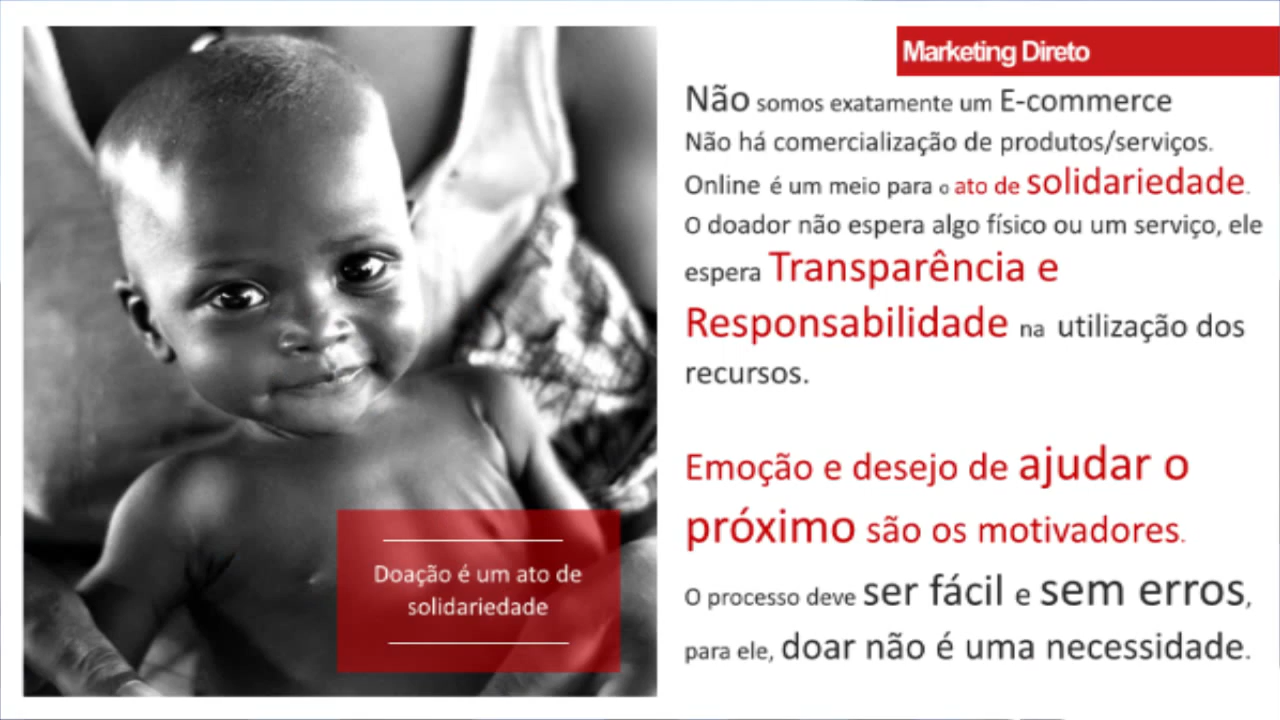 Marketing Direto
Não somos exatamente um E-commerce
Não há comercialização de produtos/serviços.
Online é um meio para o ato de solidariedade.
O doador não espera algo físico ou um serviço, ele
espera Transparência e
Responsabilidade na utilização dos
recursos.
Emoção e desejo de ajudar o
próximo são os motivadores.
O processo deve ser fácil e sem erros,
para ele, doar não é uma necessidade.
Doação é um ato de
solidariedade